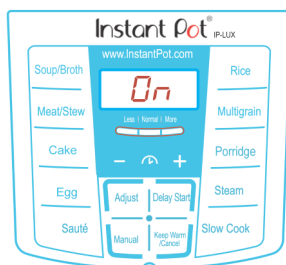 Instant Pot® IP-LUX
www.InstantPot.com
Soup/Broth
On
Rice
Meat/Stew
Less | Normal | More
Multigrain
Cake
Porridge
Egg
Adjust
Delay Start
Steam
Sauté
Manual
Keep Warm
/Cancel
Slow Cook